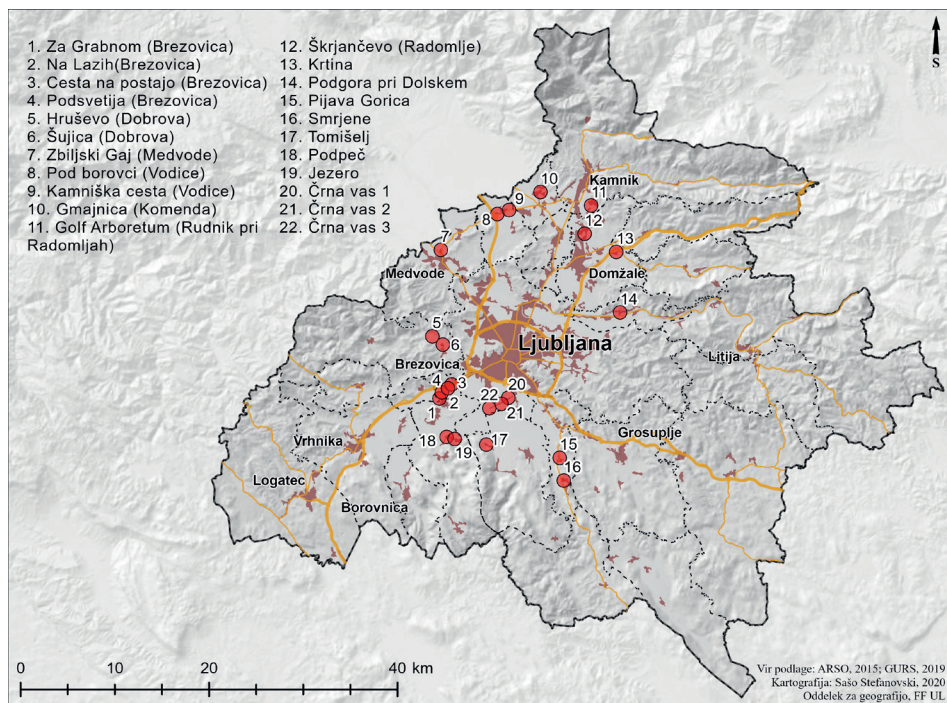 1. Za Grabnom (Brezovica)
2. Na Lazih(Brezovica)
3. Cesta na postajo (Brezovica)
4. Podsvetija (Brezovica)
5. Hruševo (Dobrova)
6. Šujica (Dobrova)
7. Zbiljski Gaj (Medvode)
8. Pod borovci (Vodice)
9. Kamniška cesta (Vodice)
10. Gmajnica (Komenda)
11. Golf Arboretum (Rudnik pri
Radomljah)
12. Škrjančevo (Radomlje)
13. Krtina
14. Podgora pri Dolskem
15. Pijava Gorica
16. Smrjene
17. Tomišelj
18. Podpeč
19. Jezero
20. Črna vas 1
21. Črna vas 2
22. Črna vas 3
S
10
Kamnik
11
9
8
12
7
13
Medvode
Domžale
14
5
6
Ljubljana
Litija
Brezovica
4
3
20
1
2
22
21
18
19
17
15
Grosuplje
Vrhnika
16
Logatec
Borovnica
0
10
20
40 km
Vir podlage: ARSO, 2015; GURS, 2019
Kartografija: Sašo Stefanovski, 2020
Oddelek za geografijo, FF UL